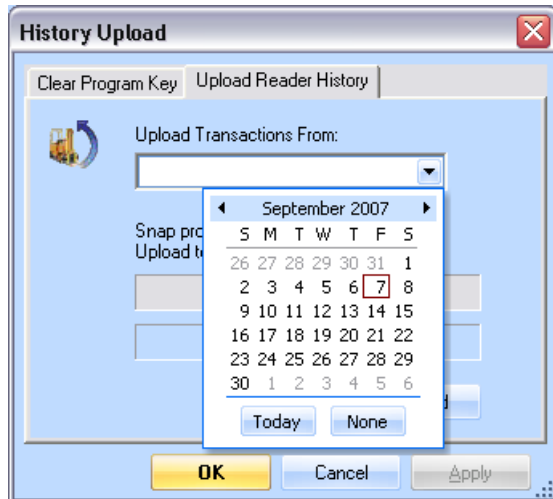 History Upload
Clear Program Key Upload Reader History
Upload Transactions From:
September 2007
Snap
Upload
S M T W T F S
26 27 28 29 30 31 1
2 3 4 5 6 7 8
9 10 11 12 13 14 15
16 17 18 19 20 21 22
23 24 25 26 27 28 29
30 1 2 3 4 5 6
Today None
OK Cancel Apply